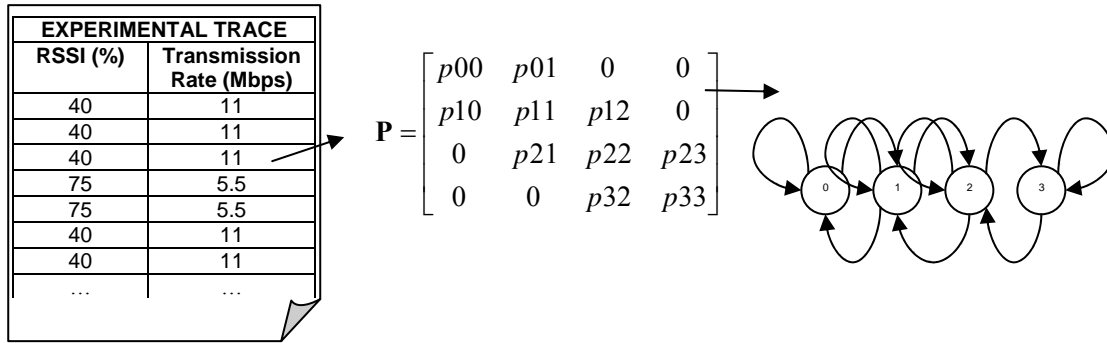 EXPERIMENTAL TRACE
RSSI (%) Transmission
Rate (Mbps)
40 11
40 11
40 11
75 5.5
75 5.5
40 11
40 11
… …
P = [ p00 p01 0 0
p10 p11 p12 0
0 p21 p22 p23
0 0 p32 p33 ]
0 1 2 3